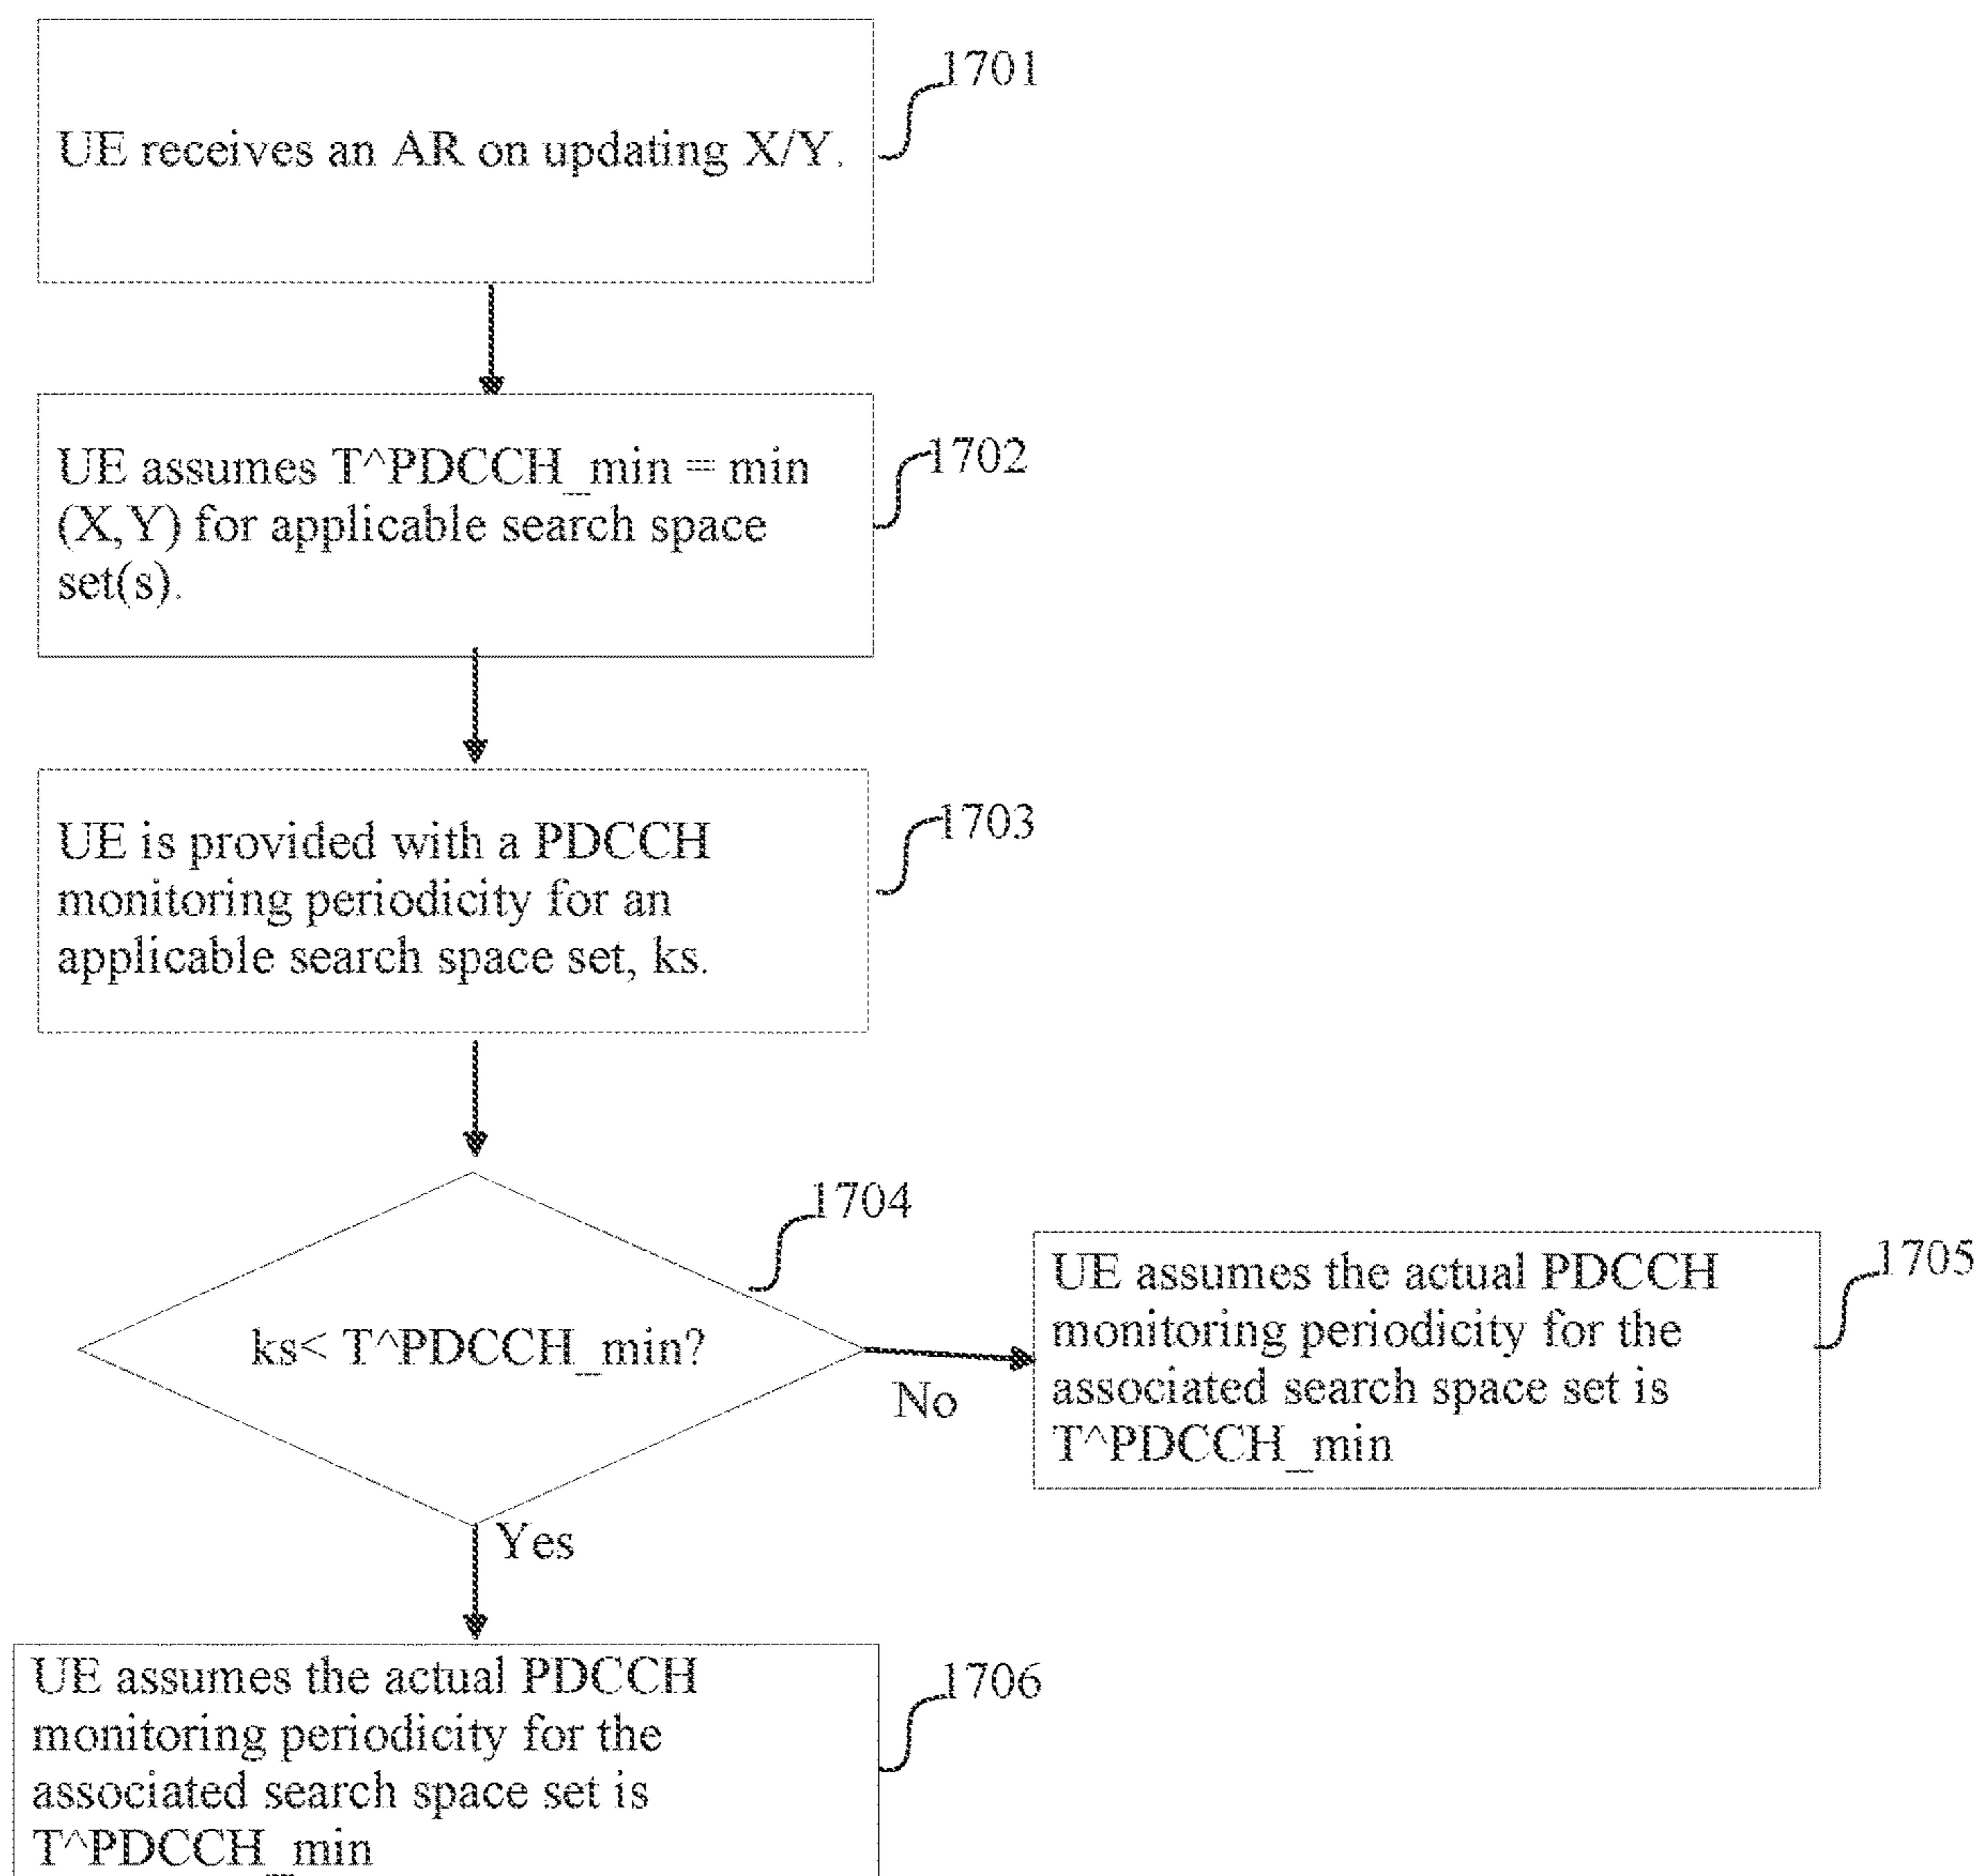 1701
UE receives an AR on updating X/Y.
UE assumes T^PDCCH_min = min
(X,Y) for applicable search space
set(s).
1702
UE is provided with a PDCCH
monitoring periodicity for an
applicable search space set, ks.
1703
1704
ks< T^PDCCH_min?
No
Yes
UE assumes the actual PDCCH
monitoring periodicity for the
associated search space set is
T^PDCCH_min
1705
UE assumes the actual PDCCH
monitoring periodicity for the
associated search space set is
T^PDCCH_min
1706